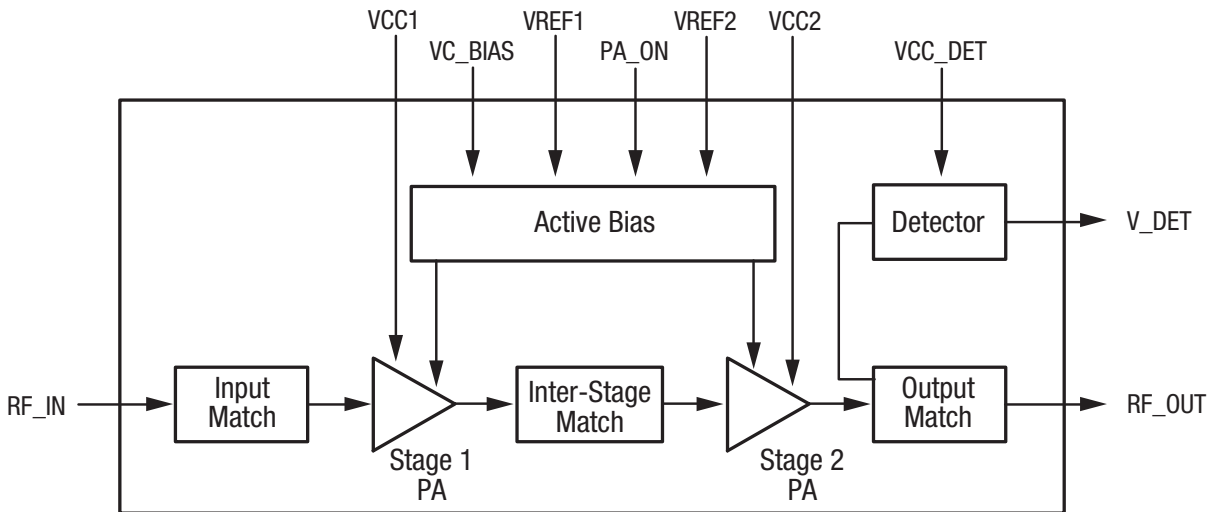 VCC1
VREF1
VREF2
VCC2
VC_BIAS
PA_ON
VCC_DET
Active Bias
Detector
V_DET
RF_IN
Input
Match
Inter-Stage
Match
Output
Match
RF_OUT
Stage 1
PA
Stage 2
PA